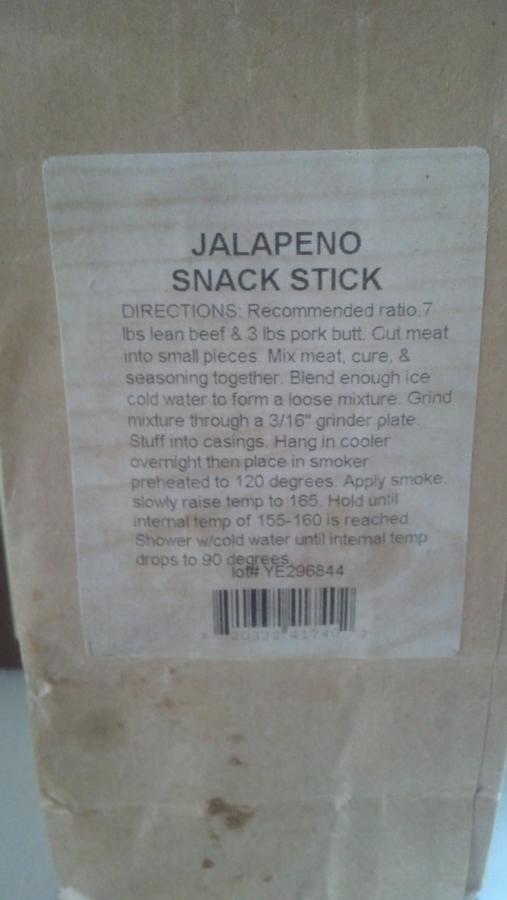 JALAPENO
SNACK STICK
DIRECTIONS: Recommended ratio,7
lbs lean beef & 3 lbs pork butt. Cut meat
into small pieces. Mix meat, cure, &
seasoning together. Blend enough ice
cold water to form a loose mixture. Grind
mixture through a 3/16" grinder plate.
Stuff into casings. Hang in cooler
overnight then place in smoker
preheated to 120 degrees. Apply smoke,
slowly raise temp to 165. Hold until
internal temp of 155-160 is reached
Shower w/cold water until internal temp
drops to 90 degrees.
lot# YE296844